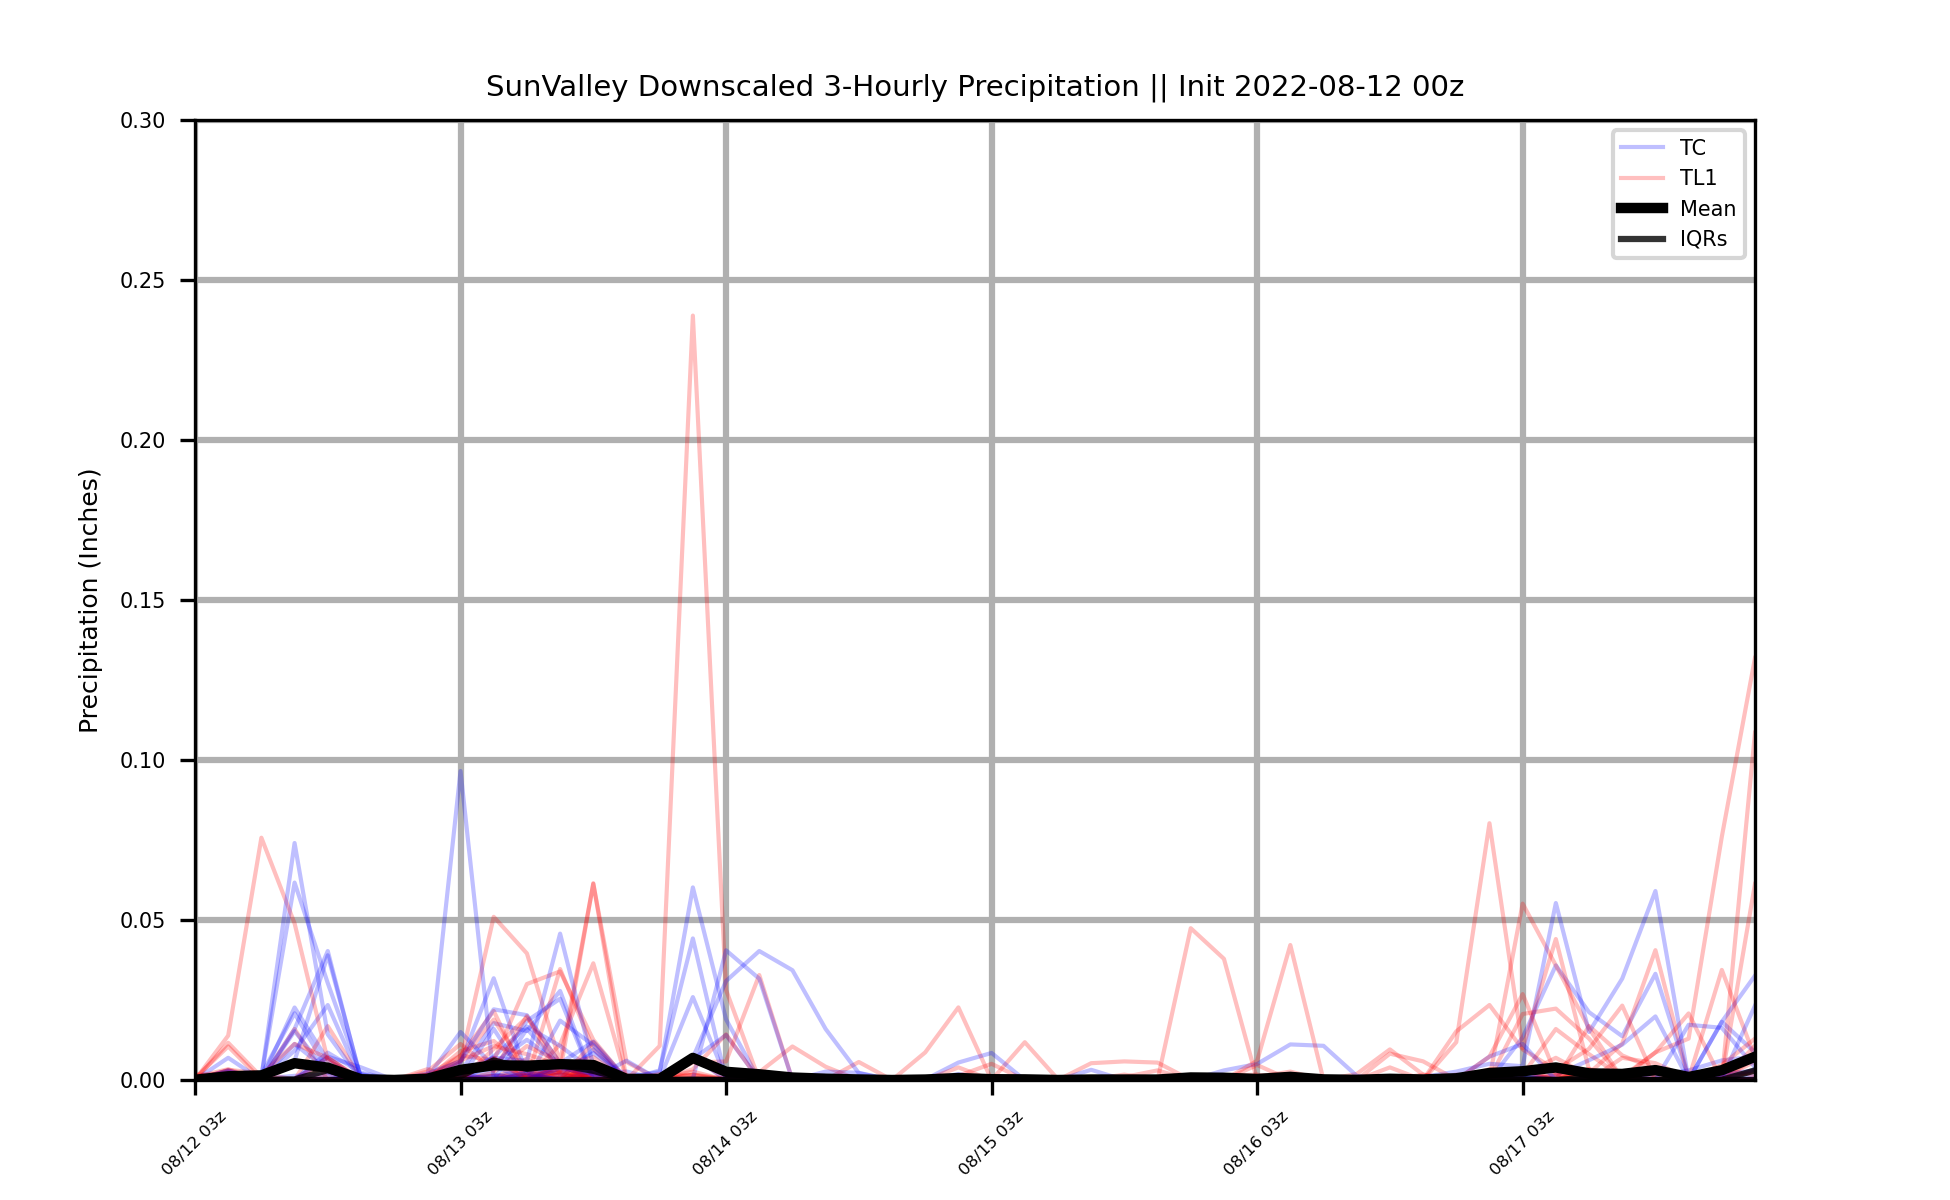 SunValley Downscaled 3-Hourly Precipitation || Init 2022-08-12 00z
0.30
0.25
0.20
0.15
0.10
0.05
0.00
Precipitation (Inches)
TC
TL1
Mean
IQRs
08/12 03z
08/13 03z
08/14 03z
08/15 03z
08/16 03z
08/17 03z